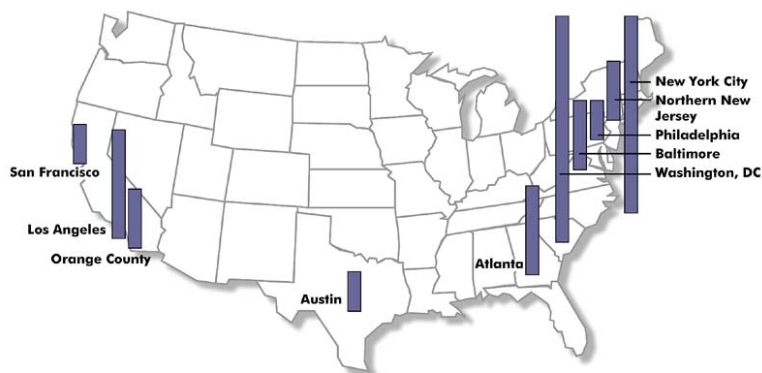 New York City
Northern New
Jersey
Philadelphia
Baltimore
Washington, DC
San Francisco
Los Angeles
Orange County
Atlanta
Austin